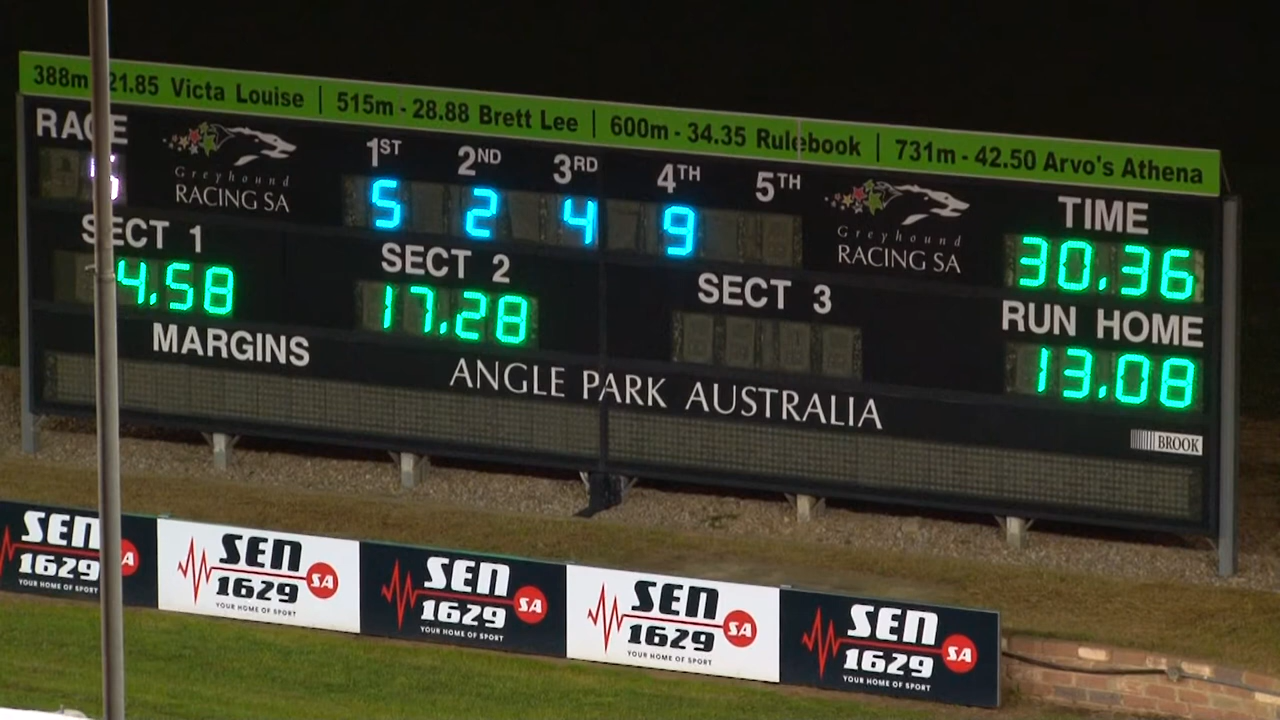 388m 21.85 Victa Louise | 515m - 28.88 Brett Lee | 600m - 34.35 Rulebook | 731m - 42.50 Arvo's Athena
RACE
Greyhound
RACING SA
1ST 2ND 3RD 4TH 5TH
5 2 4 9
Greyhound
RACING SA
TIME
30.36
SECT 1
4.58
SECT 2
17.28
SECT 3
RUN HOME
13.08
MARGINS
ANGLE PARK AUSTRALIA
BROOK
SEN
1629
YOUR HOME OF SPORT
SEN
1629 SA
YOUR HOME OF SPORT
SEN
1629 SA
YOUR HOME OF SPORT
SEN
1629 SA
YOUR HOME OF SPORT
SEN
1629 SA
YOUR HOME OF SPORT